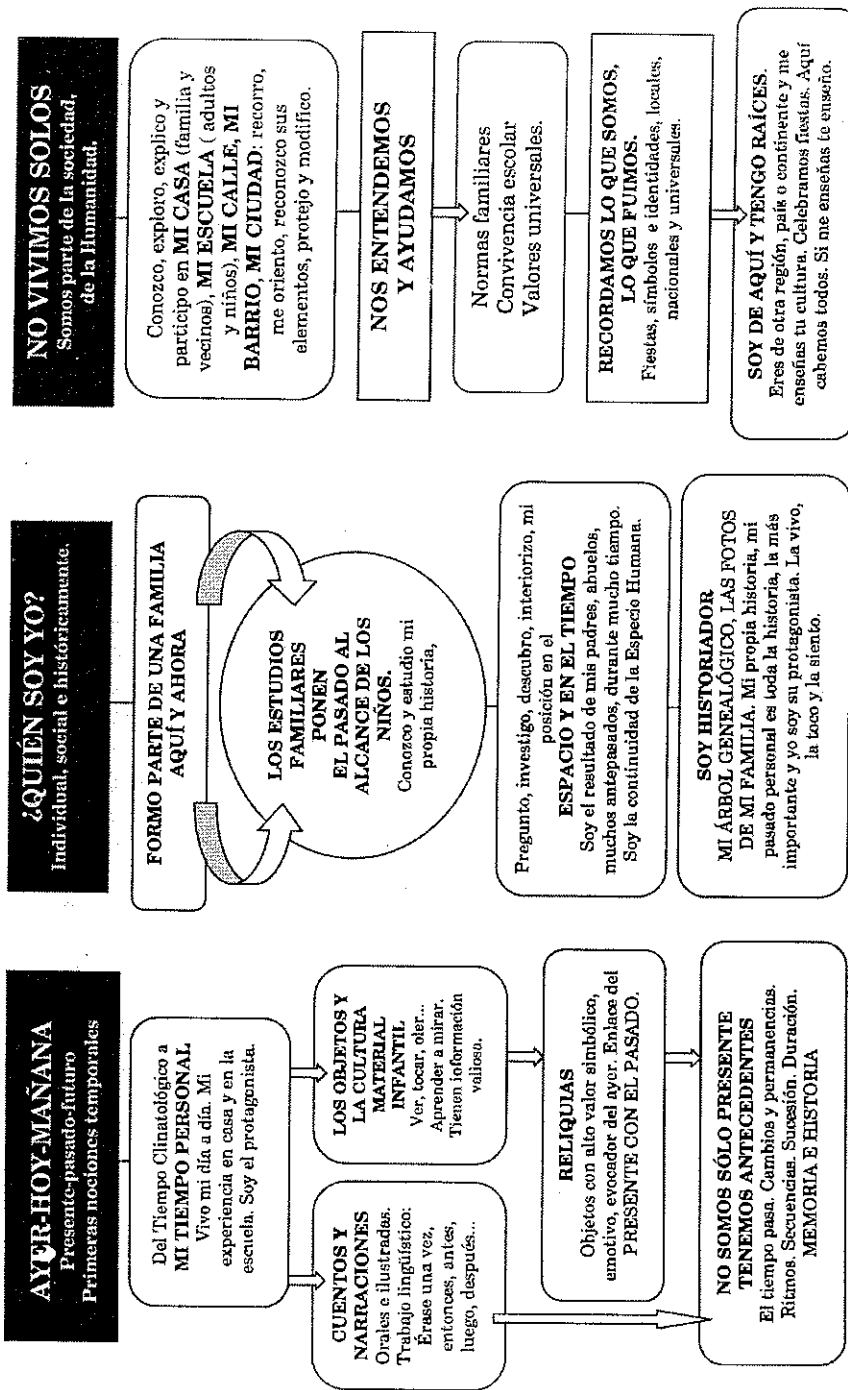 AYER-HOY-MAÑANA
Presente-pasado-futuro
Primeras nociones temporales
Del Tiempo Climatológico a
MI TIEMPO PERSONAL
Vivo mi día a día. Mi
experiencia en casa y en la
escuela. Soy el protagonista.
CUENTOS Y
NARRACIONES
Orales e ilustradas.
Trabajo lingüístico:
Érase una vez,
entonces, antes,
luego, después...
LOS OBJETOS Y
LA CULTURA
MATERIAL
INFANTIL
Ver, tocar, oler...
Aprender a mirar.
Tienen información
valiosa.
RELIQUIAS
Objetos con alto valor simbólico,
emotivo, evocador del ayer. Enlace del
PRESENTE CON EL PASADO.
NO SOMOS SÓLO PRESENTE
TENEMOS ANTECEDENTES
El tiempo pasa. Cambios y permanencias.
Ritmos. Secuencias. Sucesión. Duración.
MEMORIA E HISTORIA
¿QUIÉN SOY YO?
Individual, social e históricamente.
FORMO PARTE DE UNA FAMILIA
AQUÍ Y AHORA
LOS ESTUDIOS
FAMILIARES
PONEN
EL PASADO AL
ALCANCE DE LOS
NIÑOS.
Conozco y estudio mi
propia historia,
Pregunto, investigo, descubro, interiorizo, mi
posición en el
ESPACIO Y EN EL TIEMPO
Soy el resultado de mis padres, abuelos,
muchos antepasados, durante mucho tiempo.
Soy la continuidad de la Especie Humana.
SOY HISTORIADOR
MI ÁRBOL GENEALÓGICO, LAS FOTOS
DE MI FAMILIA. Mi propia historia, mi
pasado personal es toda la historia, la más
importante y yo soy su protagonista. La vivo,
la toco y la siento.
NO VIVIMOS SOLOS
Somos parte de la sociedad,
de la Humanidad.
Conozco, exploro, explico y
participo en MI CASA (familia y
vecinos), MI ESCUELA ( adultos
y niños), MI CALLE, MI
BARRIO, MI CIUDAD: recorro,
me oriento, reconozco sus
elementos, protejo y modifico.
NOS ENTENDEMOS
Y AYUDAMOS
Normas familiares
Convivencia escolar
Valores universales.
RECORDAMOS LO QUE SOMOS,
LO QUE FUIMOS.
Fiestas, símbolos e identidades, locales,
nacionales y universales.
SOY DE AQUÍ Y TENGO RAÍCES.
Eres de otra región, país o continente y me
enseñas tu cultura. Celebramos fiestas. Aquí
cabemos todos. Si me enseñas te enseño.